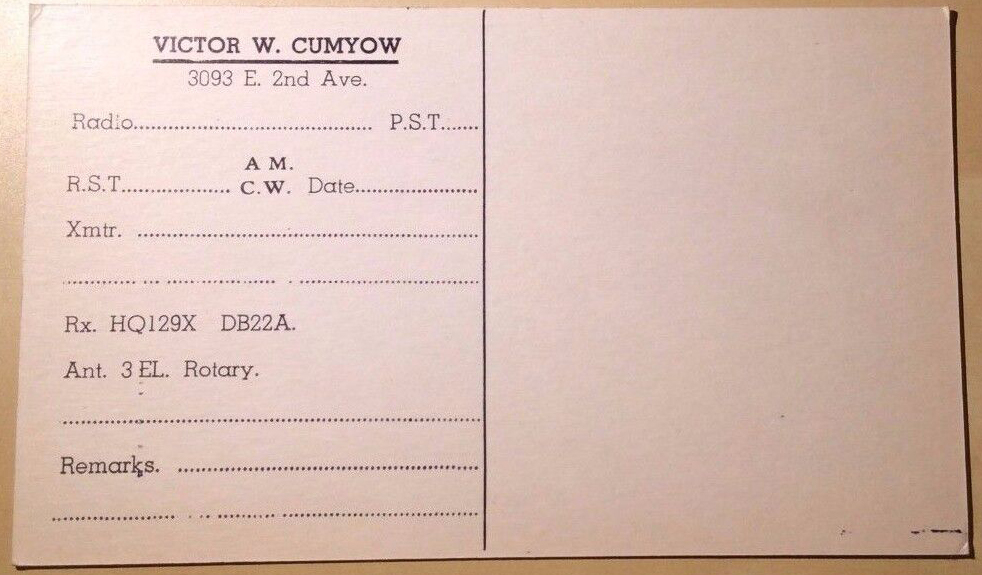 VICTOR W. CUMYOW
3093 E. 2nd Ave.
Radio........................................ P.S.T.......
A M.
R.S.T.................. C.W. Date.....................
Xmtr. .........................................................
Rx. HQ129X DB22A.
Ant. 3 EL. Rotary.
Remarks. ..................................................